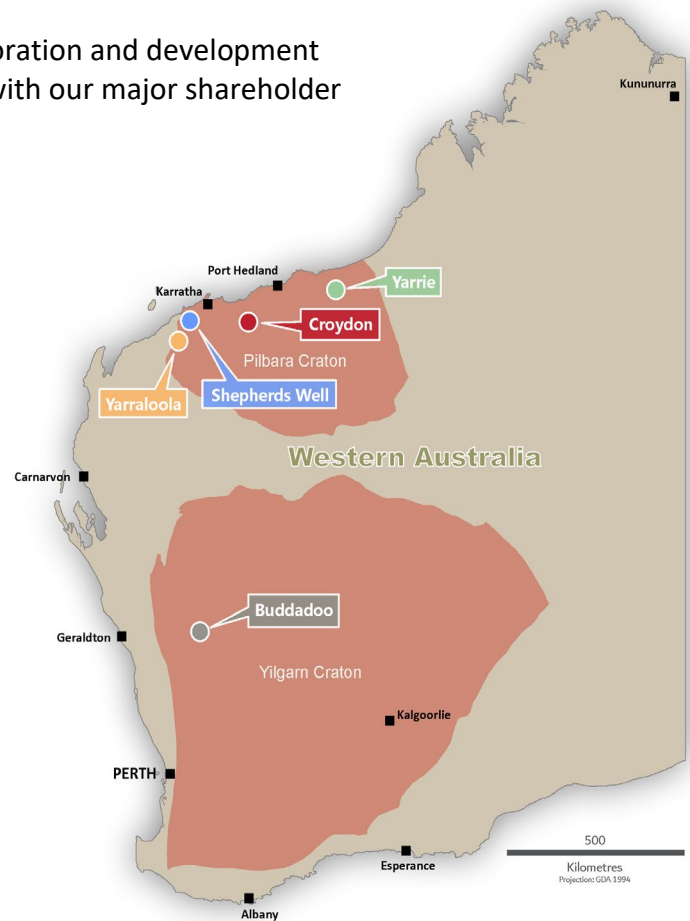 oration and development
with our major shareholder
Kununurra
Port Hedland
Karratha
Yarrie
Croydon
Pilbara Craton
Shepherds Well
Yarraloola
Western Australia
Carnarvon
Buddadoo
Geraldton
Yilgarn Craton
Kalgoorlie
PERTH
500
Kilometres
Projection: GDA 1994
Esperance
Albany